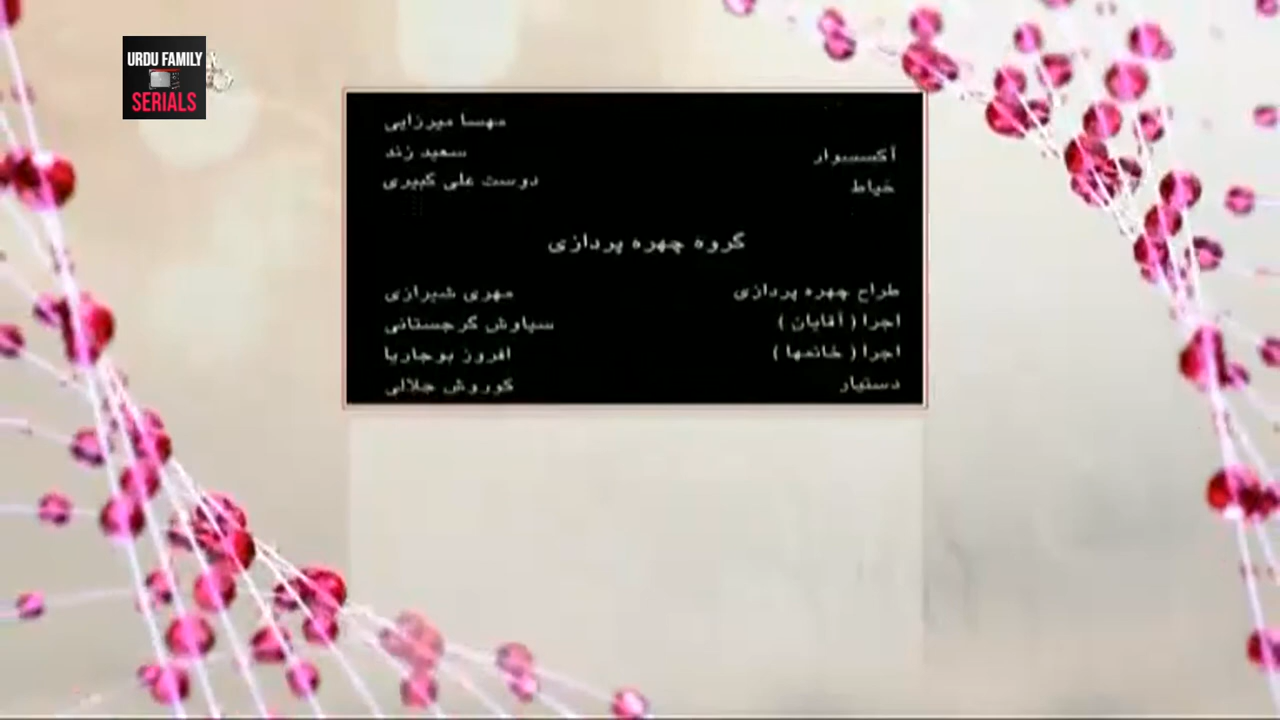 URDU FAMILY
SERIALS
مهسا میرزایی
آکسسوار سعید زند
خیاط دوست علی کبیری
گروه چهره پردازی
طراح چهره پردازی مهری شیرازی
اجرا ( آقایان ) سیاوش گرجستانی
اجرا ( خانمها ) افروز بوجاریا
دستیار کوروش جلالی